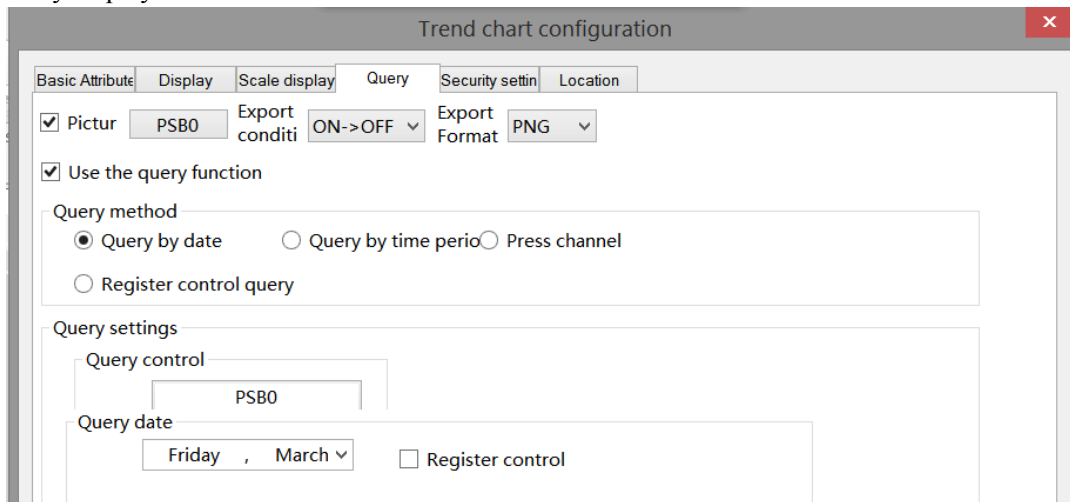 Trend chart configuration
Basic Attribute Display Scale display Query Security settin Location
Pictur PSB0 Export conditi ON->OFF Export Format PNG
Use the query function
Query method
Query by date Query by time perio Press channel
Register control query
Query settings
Query control
PSB0
Query date
Friday , March Register control